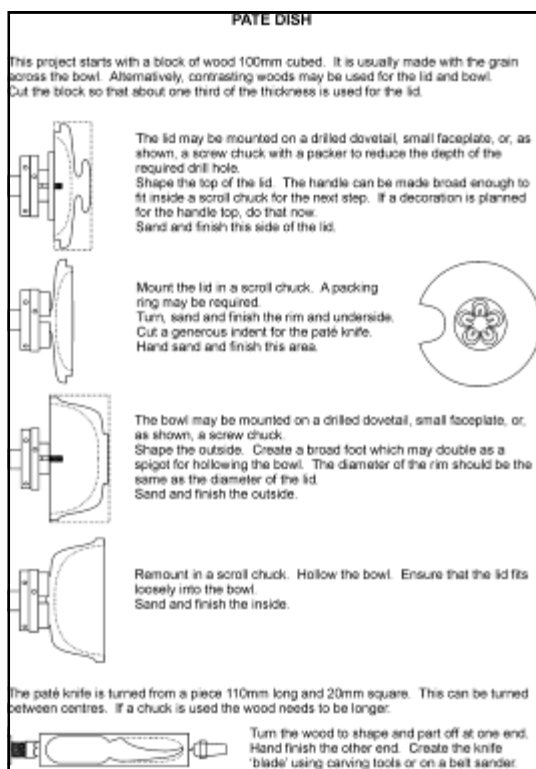 PATE DISH
This project starts with a block of wood 100mm cubed. It is usually made with the grain
across the bowl. Alternatively, contrasting woods may be used for the lid and bowl.
Cut the block so that about one third of the thickness is used for the lid.
The lid may be mounted on a drilled dovetail, small faceplate, or, as
shown, a screw chuck with a packer to reduce the depth of the
required drill hole.
Shape the top of the lid. The handle can be made broad enough to
fit inside a scroll chuck for the next step. If a decoration is planned
for the handle top, do that now.
Sand and finish this side of the lid.
Mount the lid in a scroll chuck. A packing
ring may be required.
Turn, sand and finish the rim and underside.
Cut a generous indent for the paté knife.
Hand sand and finish this area.
The bowl may be mounted on a drilled dovetail, small faceplate, or,
as shown, a screw chuck.
Shape the outside. Create a broad foot which may double as a
spigot for hollowing the bowl. The diameter of the rim should be the
same as the diameter of the lid.
Sand and finish the outside.
Remount in a scroll chuck. Hollow the bowl. Ensure that the lid fits
loosely into the bowl.
Sand and finish the inside.
The paté knife is turned from a piece 110mm long and 20mm square. This can be turned
between centres. If a chuck is used the wood needs to be longer.
Turn the wood to shape and part off at one end.
Hand finish the other end. Create the knife
'blade' using carving tools or on a belt sander.